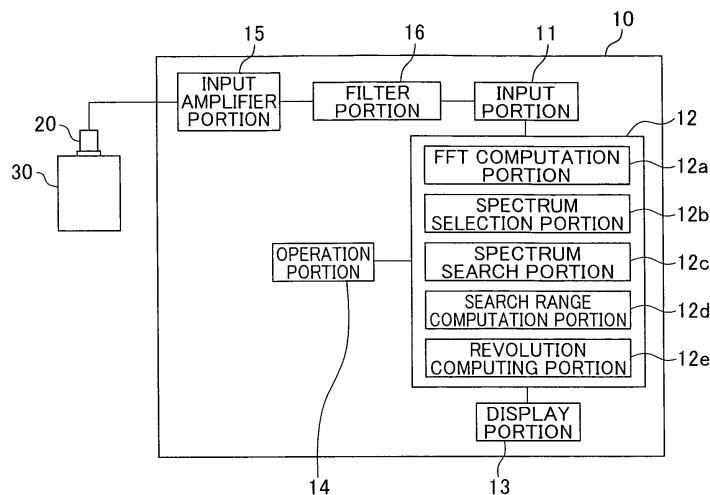 15
16
11
10
INPUT
AMPLIFIER
PORTION
FILTER
PORTION
INPUT
PORTION
20
30
12
FFT COMPUTATION
PORTION
12a
SPECTRUM
SELECTION PORTION
12b
OPERATION
PORTION
SPECTRUM
SEARCH PORTION
12c
SEARCH RANGE
COMPUTATION PORTION
12d
REVOLUTION
COMPUTING PORTION
12e
DISPLAY
PORTION
14
13